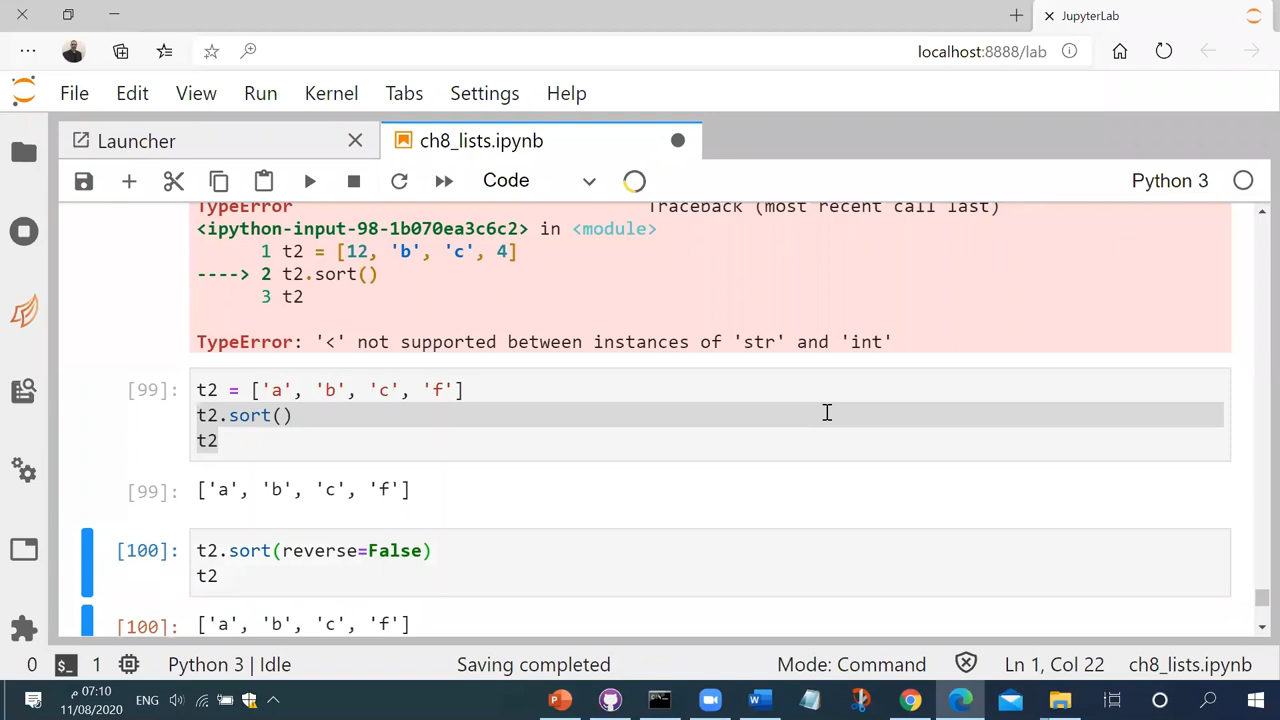 JupyterLab
localhost:8888/lab
File Edit View Run Kernel Tabs Settings Help
Launcher ch8_lists.ipynb
Code Python 3
TypeError Traceback (most recent call last)
<ipython-input-98-1b070ea3c6c2> in <module>
1 t2 = [12, 'b', 'c', 4]
----> 2 t2.sort()
3 t2
TypeError: '<' not supported between instances of 'str' and 'int'
[99]: t2 = ['a', 'b', 'c', 'f']
t2.sort()
t2
[99]: ['a', 'b', 'c', 'f']
[100]: t2.sort(reverse=False)
t2
[100]: ['a', 'b', 'c', 'f']
0 $_ 1 Python 3 | Idle Saving completed Mode: Command Ln 1, Col 22 ch8_lists.ipynb
07:10 م ENG
11/08/2020